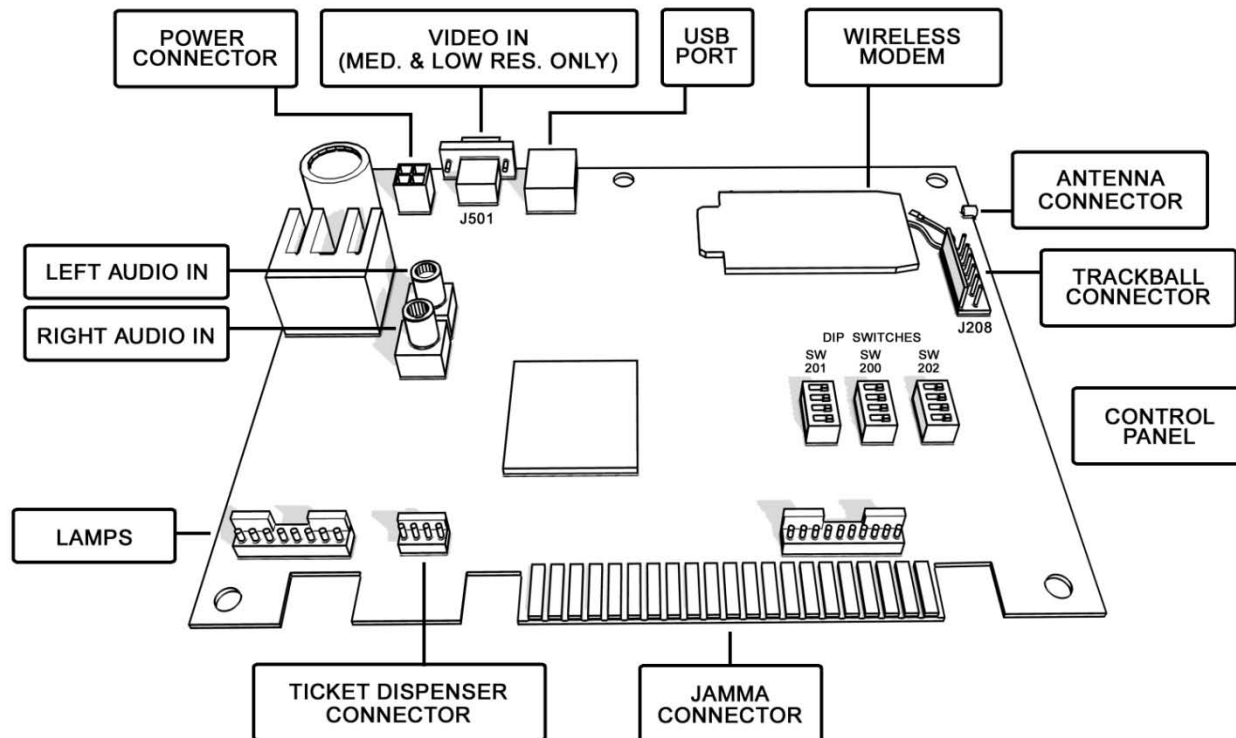 POWER
CONNECTOR
VIDEO IN
(MED. & LOW RES. ONLY)
USB
PORT
WIRELESS
MODEM
ANTENNA
CONNECTOR
J501
LEFT AUDIO IN
TRACKBALL
CONNECTOR
RIGHT AUDIO IN
J208
DIP SWITCHES
SW
201
SW
200
SW
202
CONTROL
PANEL
LAMPS
TICKET DISPENSER
CONNECTOR
JAMMA
CONNECTOR